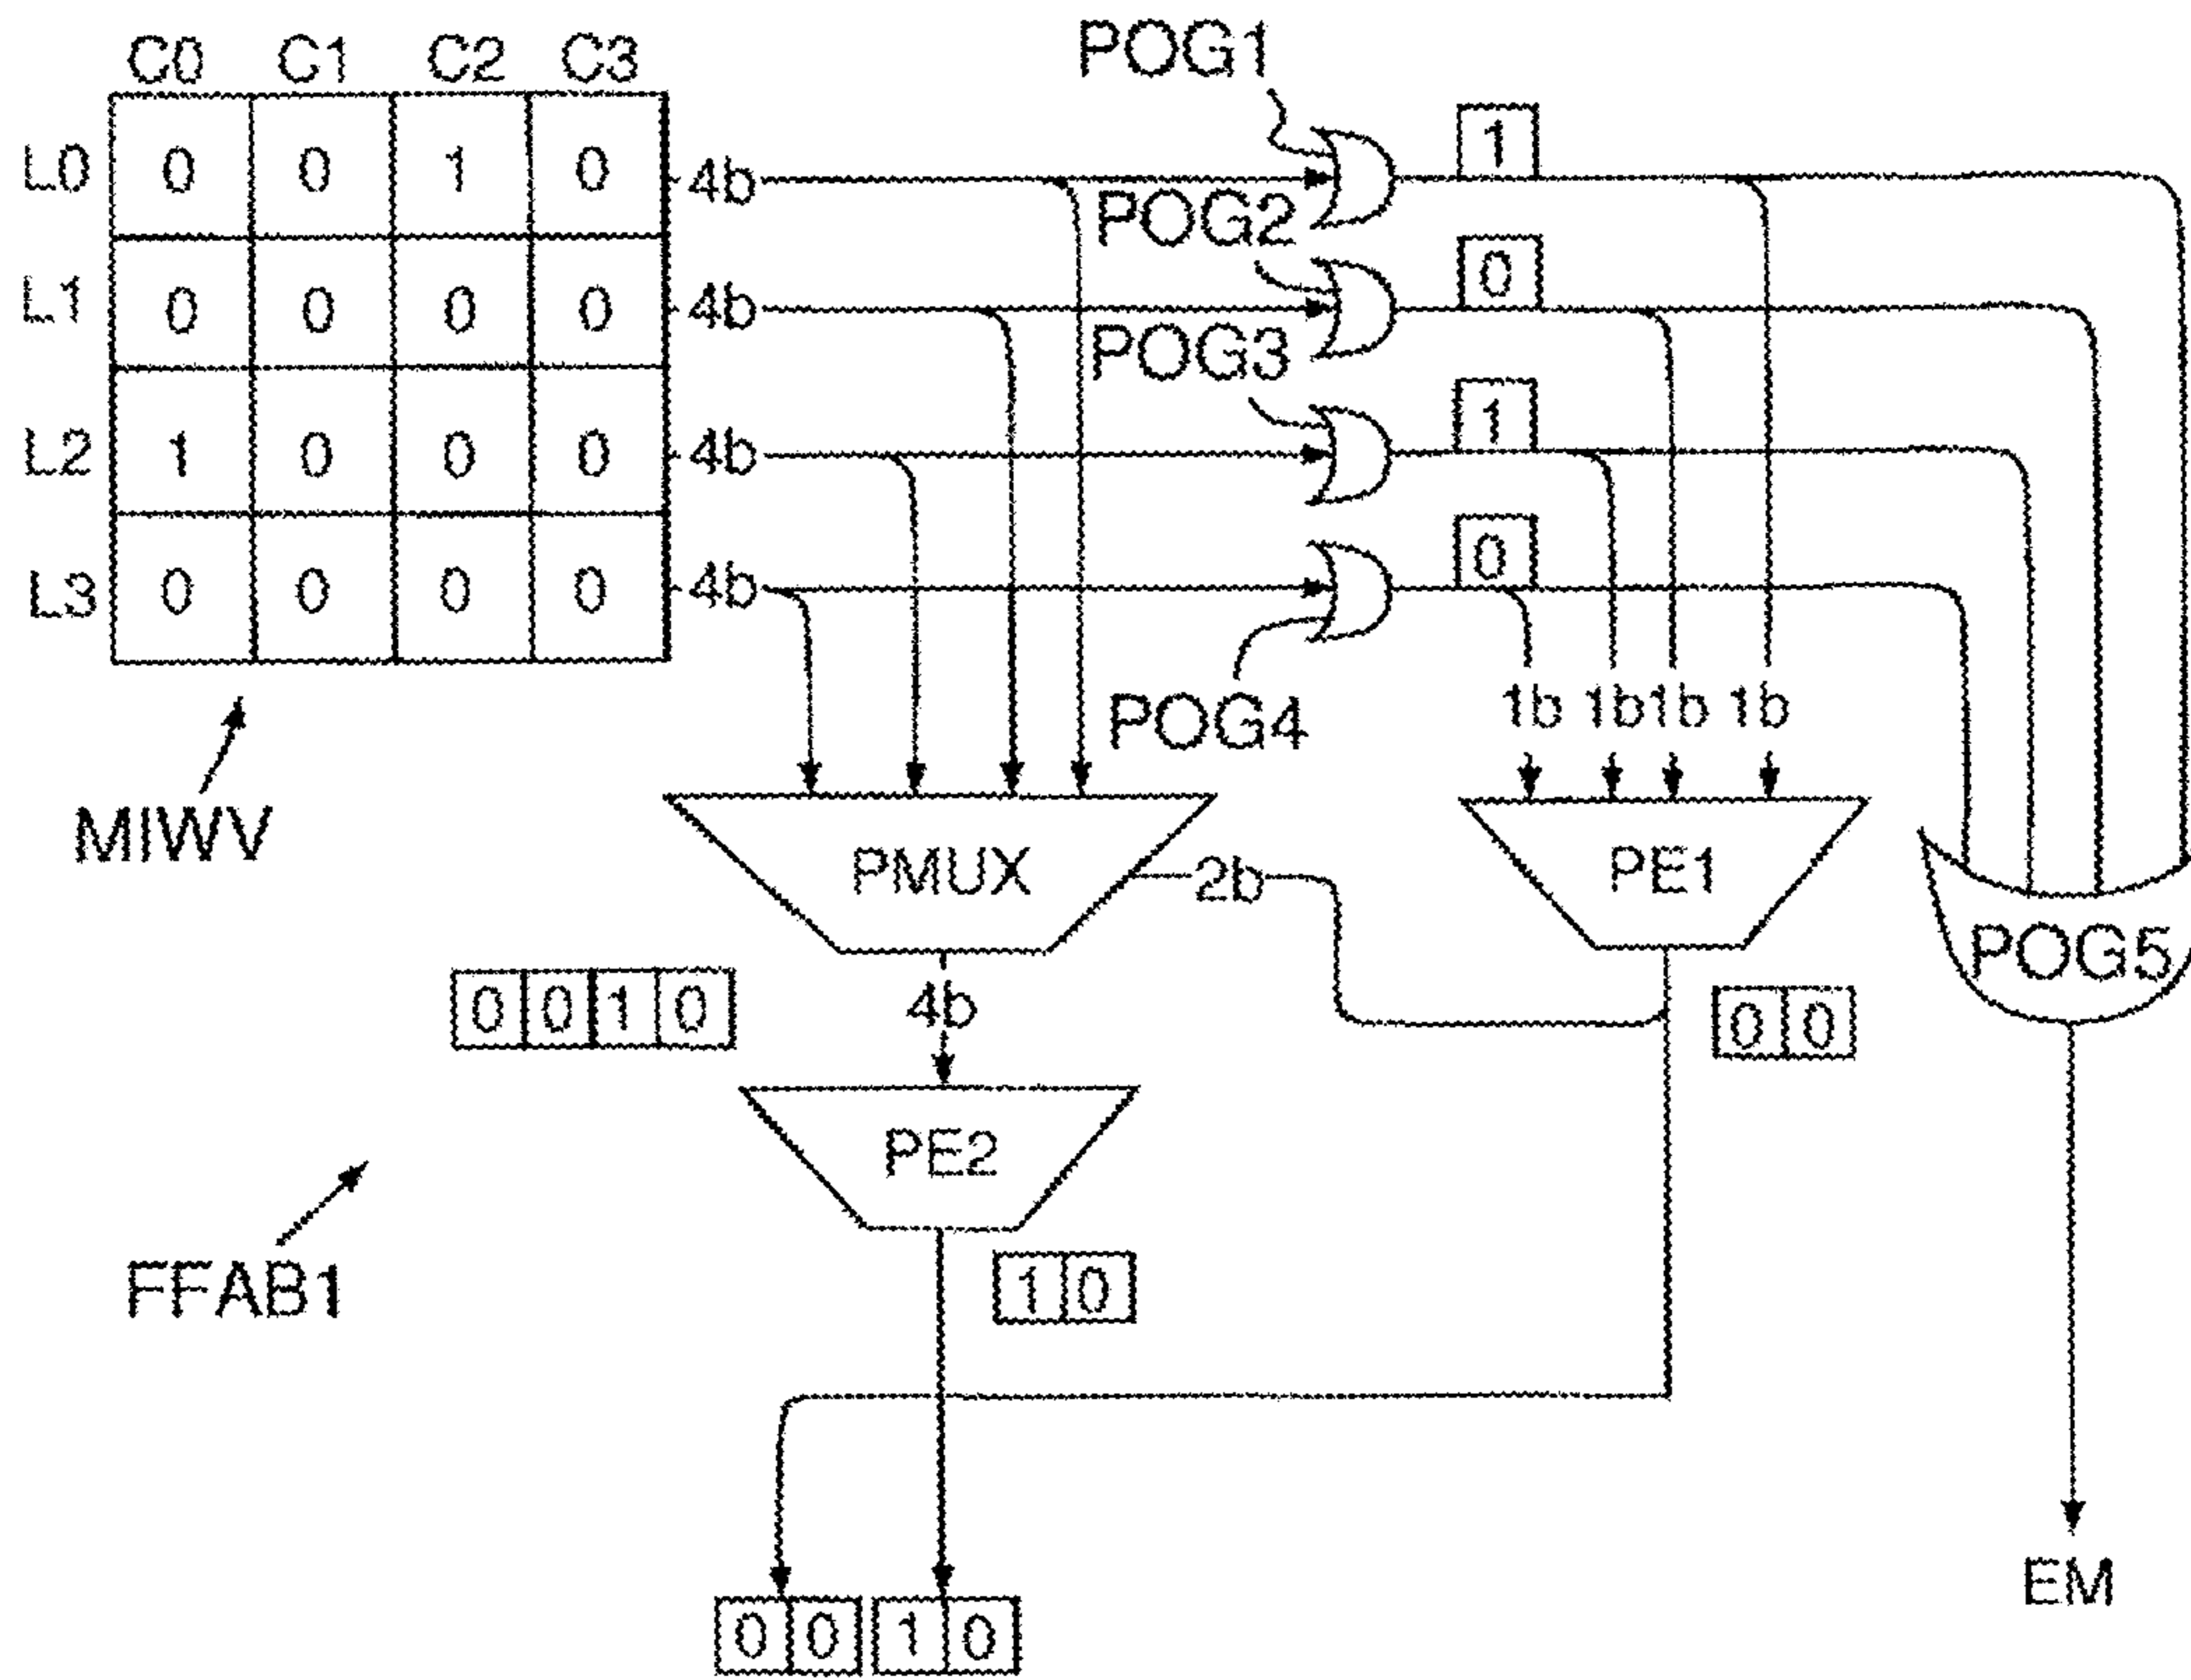 C0 C1 C2 C3
POG1
L0 0 0 1 0 4b 1
POG2
L1 0 0 0 0 4b 0
POG3
L2 1 0 0 0 4b 1
L3 0 0 0 0 4b 0
POG4
1b 1b 1b 1b
MIWV
PMUX 2b PE1
POG5
0 0 1 0 4b 0 0
PE2
FFAB1
1 0
EM
0 0 1 0